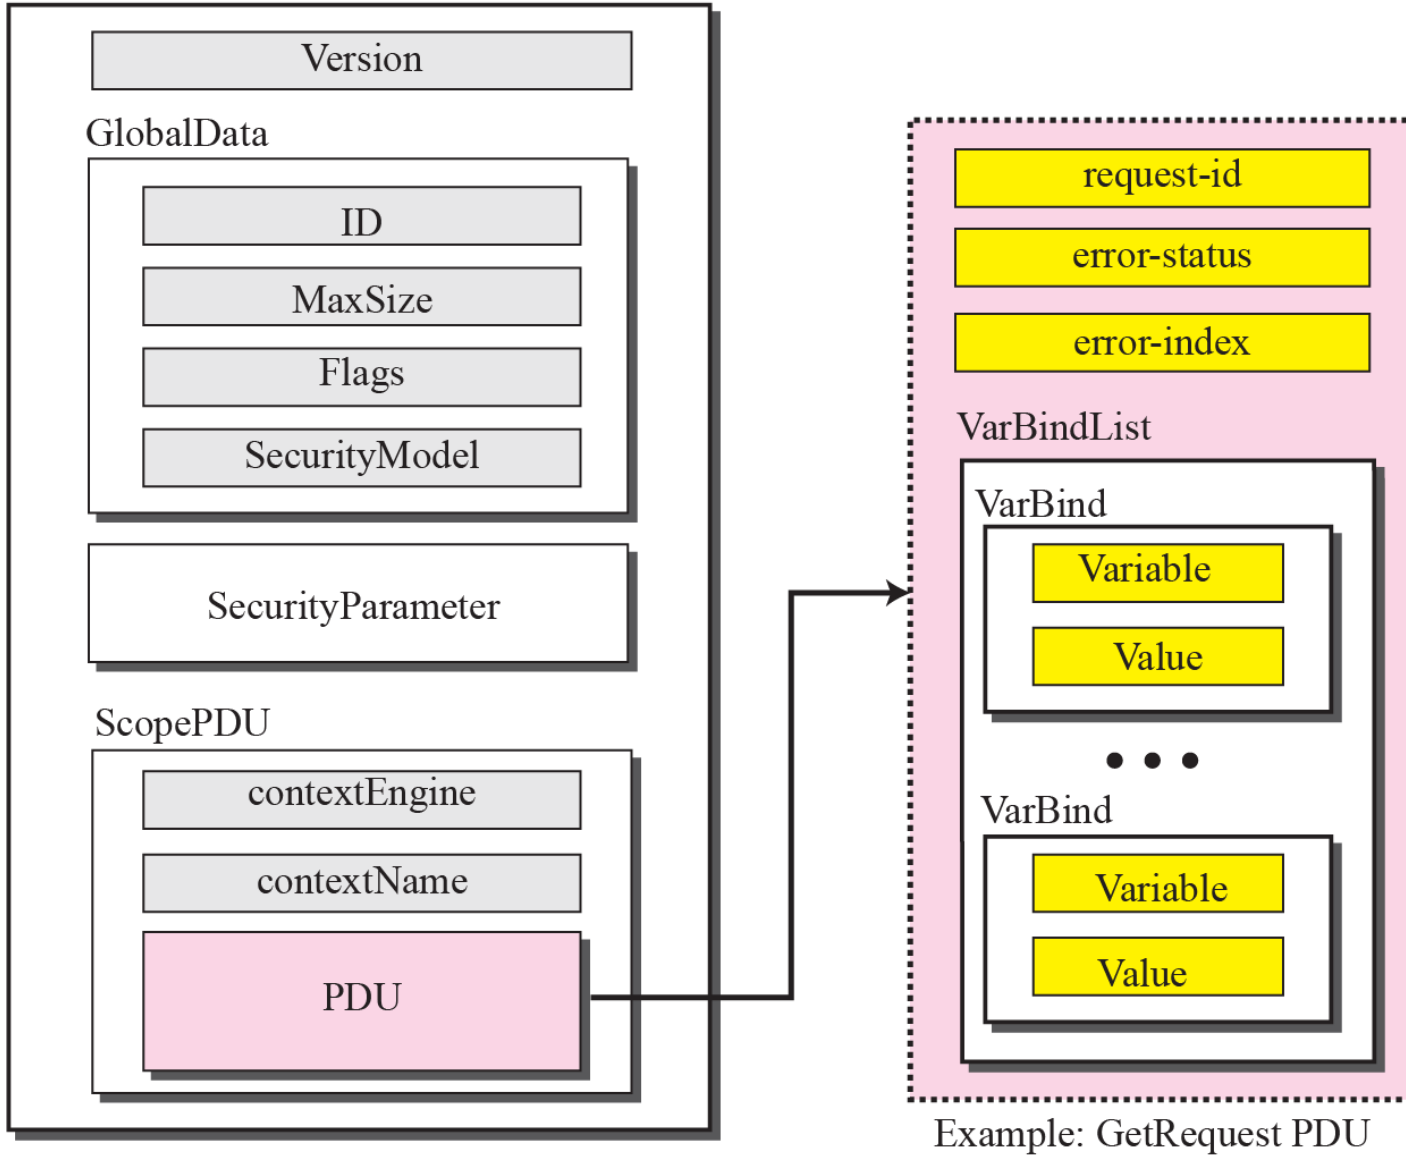 Version
GlobalData
ID
MaxSize
Flags
SecurityModel
SecurityParameter
ScopePDU
contextEngine
contextName
PDU
request-id
error-status
error-index
VarBindList
VarBind
Variable
Value
VarBind
Variable
Value
Example: GetRequest PDU